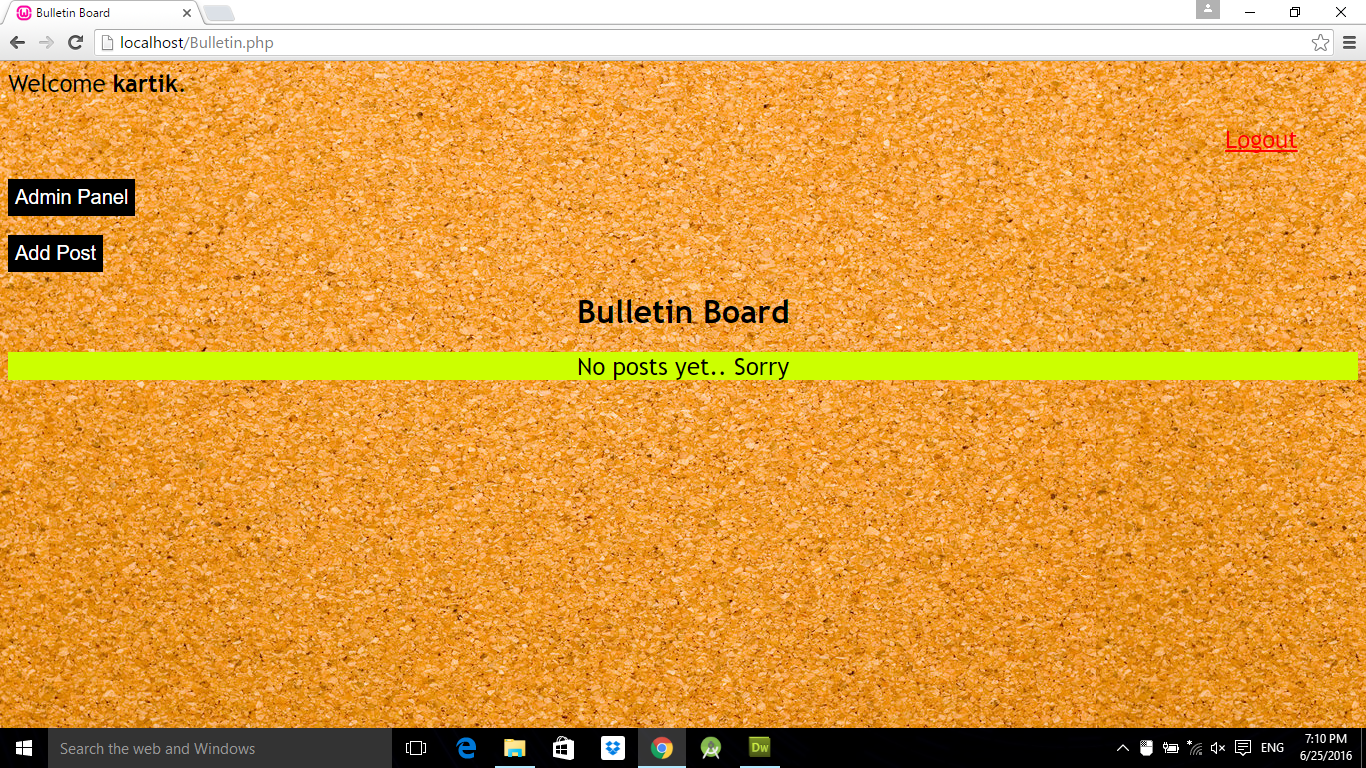 Bulletin Board
localhost/Bulletin.php
Welcome kartik.
Logout
Admin Panel
Add Post
Bulletin Board
No posts yet.. Sorry
Search the web and Windows
Dw
ENG
7:10 PM
6/25/2016